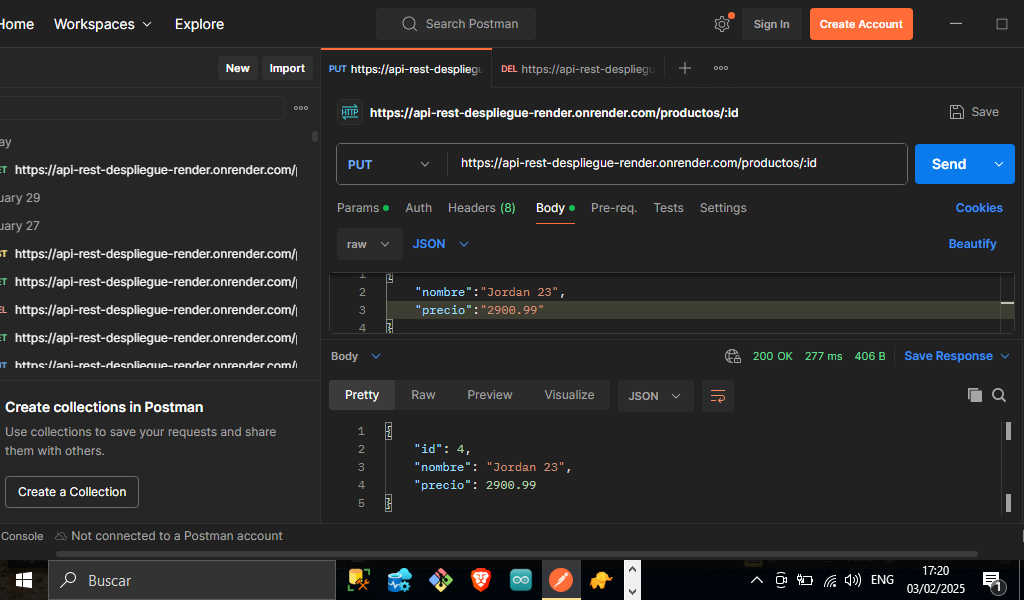 Home Workspaces Explore Search Postman Sign In Create Account
New Import PUT https://api-rest-desplieg DEL https://api-rest-despliegu
HTTP https://api-rest-despliegue-render.onrender.com/productos/:id Save
ay
ET https://api-rest-despliegue-render.onrender.com/p
PUT https://api-rest-despliegue-render.onrender.com/productos/:id Send
uary 29
Params Auth Headers (8) Body Pre-req. Tests Settings Cookies
uary 27
raw JSON Beautify
ST https://api-rest-despliegue-render.onrender.com/p
ET https://api-rest-despliegue-render.onrender.com/p
EL https://api-rest-despliegue-render.onrender.com/p
ET https://api-rest-despliegue-render.onrender.com/p
UT https://api-rest-despliegue-render.onrender.com/p
1 {
2 "nombre":"Jordan 23",
3 "precio":"2900.99"
4 }
Body 200 OK 277 ms 406 B Save Response
Pretty Raw Preview Visualize JSON
Create collections in Postman
Use collections to save your requests and share
them with others.
Create a Collection
1 {
2 "id": 4,
3 "nombre": "Jordan 23",
4 "precio": 2900.99
5 }
Console Not connected to a Postman account
Buscar ENG 17:20
03/02/2025 1